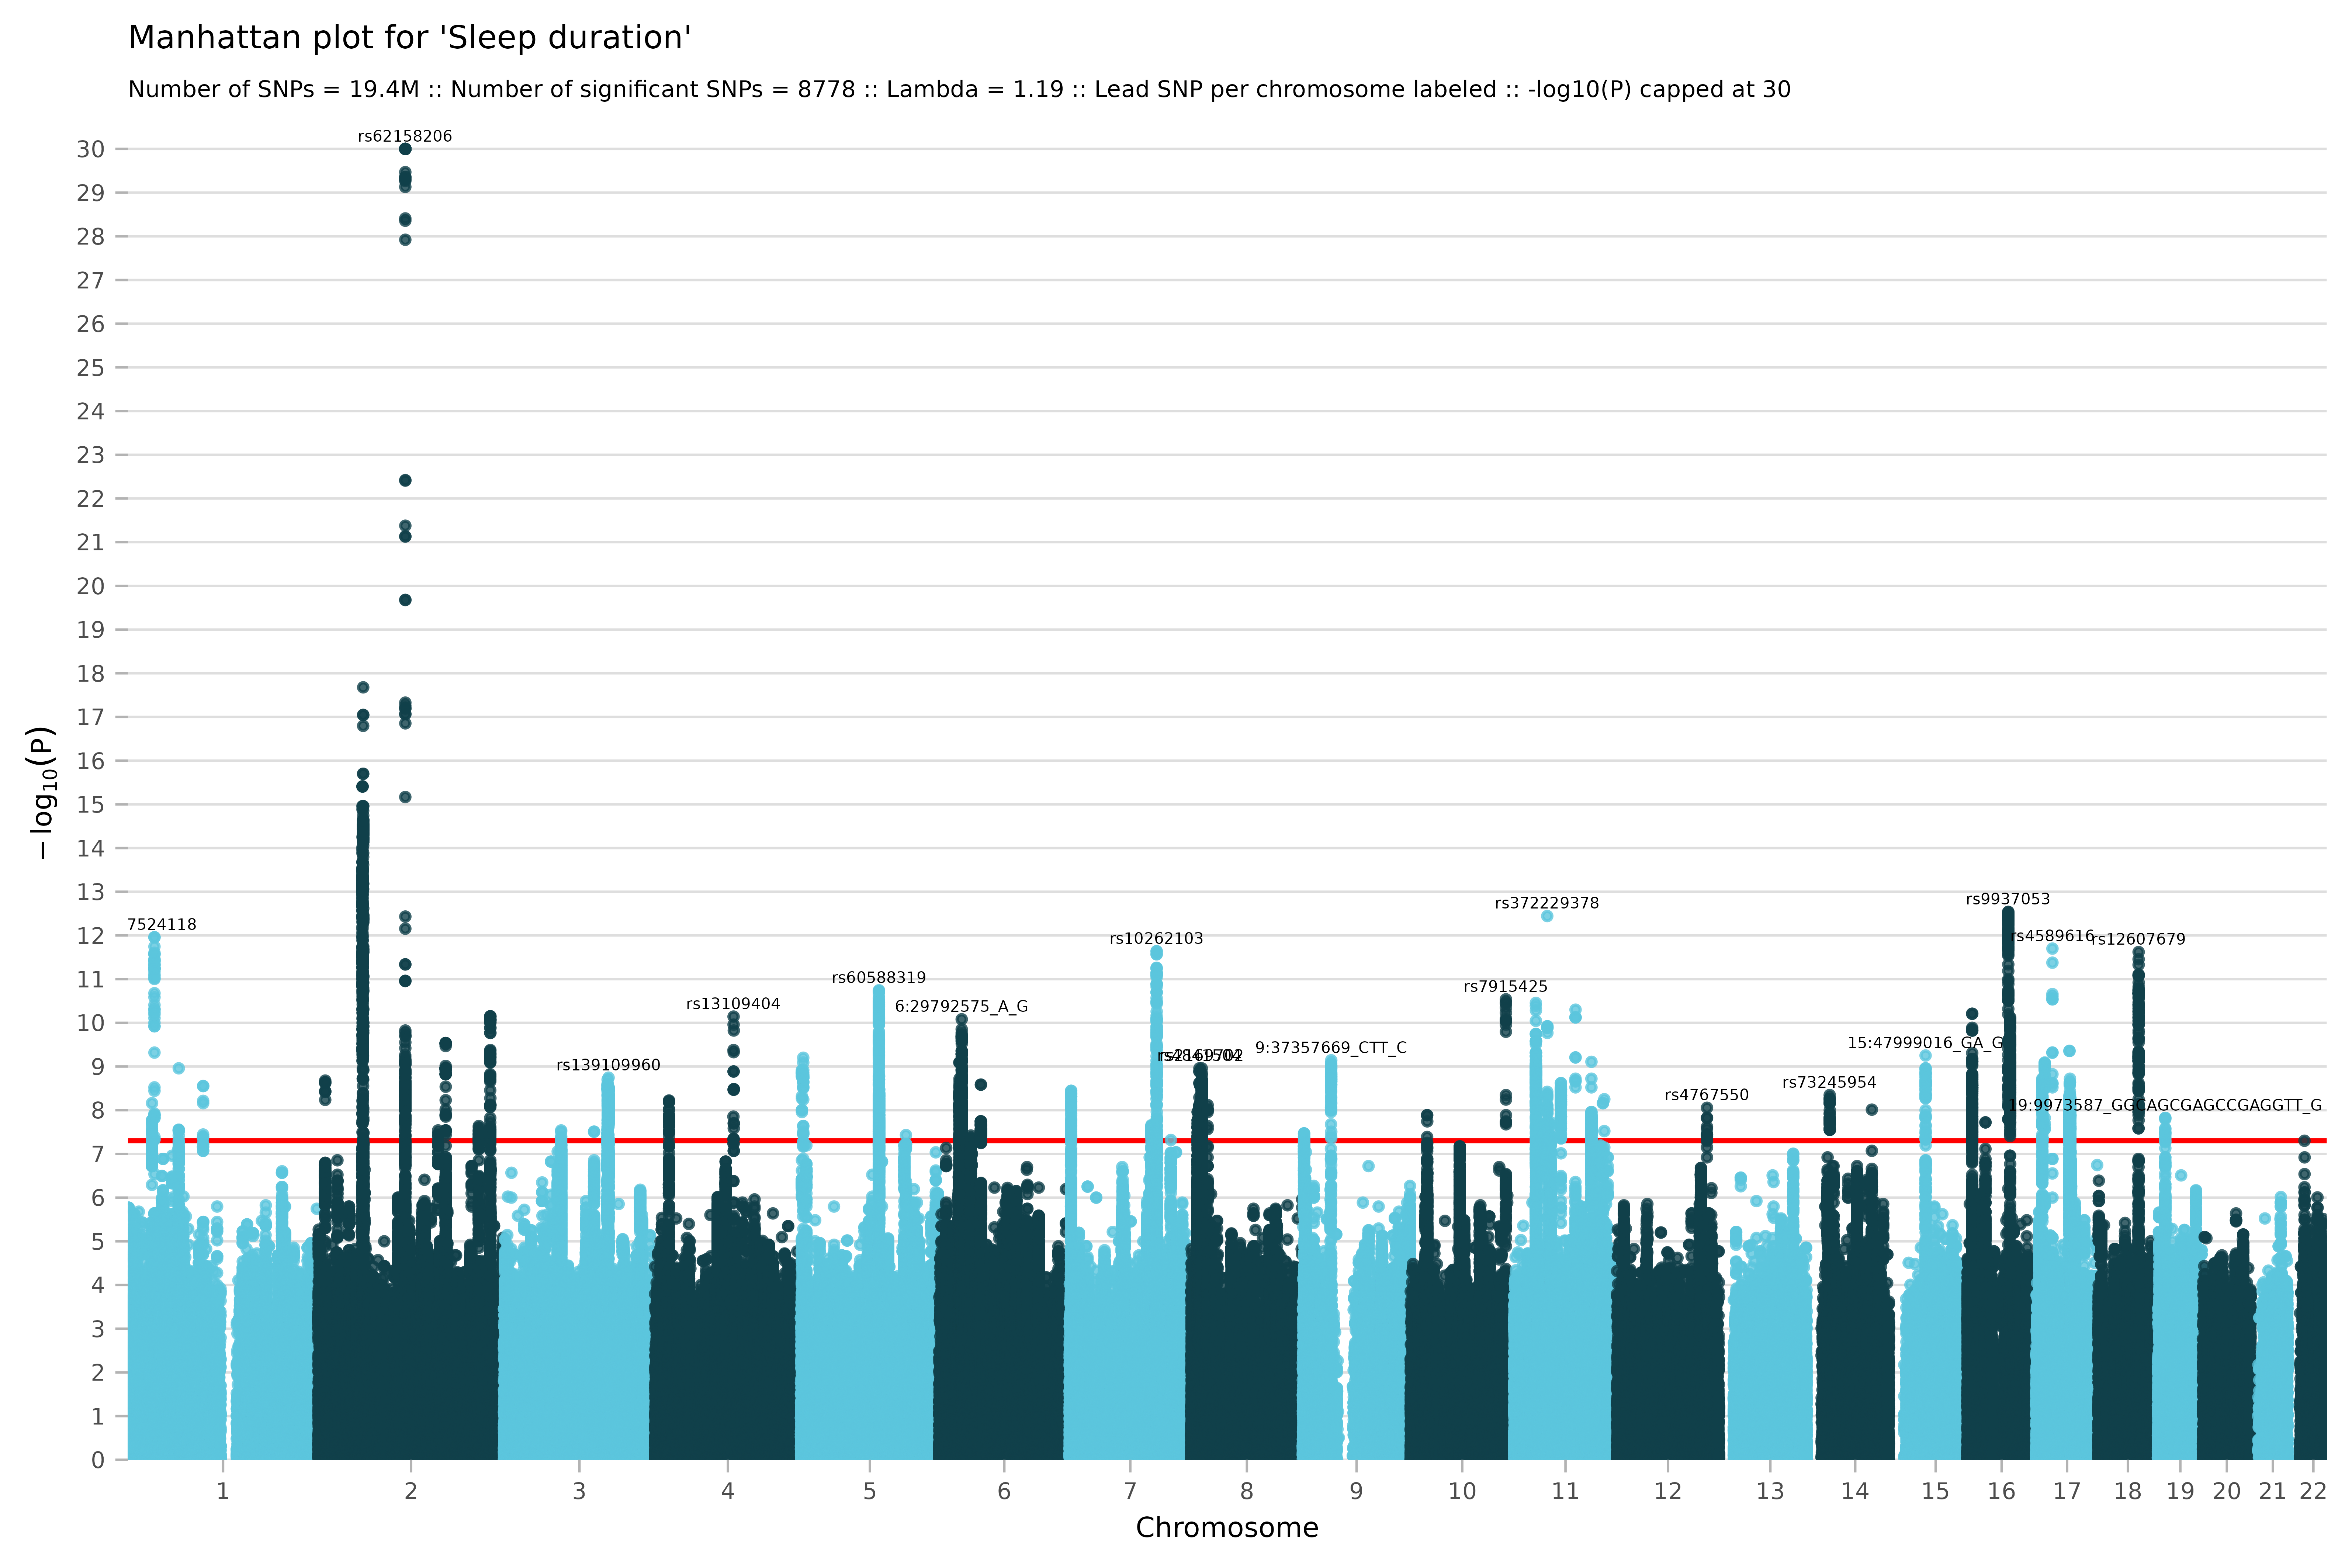 Manhattan plot for 'Sleep duration'
Number of SNPs = 19.4M :: Number of significant SNPs = 8778 :: Lambda = 1.19 :: Lead SNP per chromosome labeled :: -log10(P) capped at 30
rs62158206
30
29
28
27
26
25
24
23
22
21
20
19
18
17
16
15
14
13
12
11
10
9
8
7
6
5
4
3
2
1
0
− log10(P)
7524118
rs139109960
rs13109404
rs60588319
6:29792575_A_G
rs10262103
9:37357669_CTT_C
rs7915425
rs372229378
rs4767550
rs73245954
15:47999016_GA_G
rs9937053
rs4589616
rs12607679
19:9973587_GGCAGCGAGCCGAGGTT_G
1 2 3 4 5 6 7 8 9 10 11 12 13 14 15 16 17 18 19 20 21 22
Chromosome